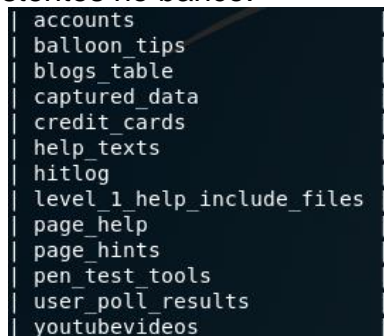 | accounts
| balloon_tips
| blogs_table
| captured_data
| credit_cards
| help_texts
| hitlog
| level_1_help_include_files
| page_help
| page_hints
| pen_test_tools
| user_poll_results
| youtubevideos